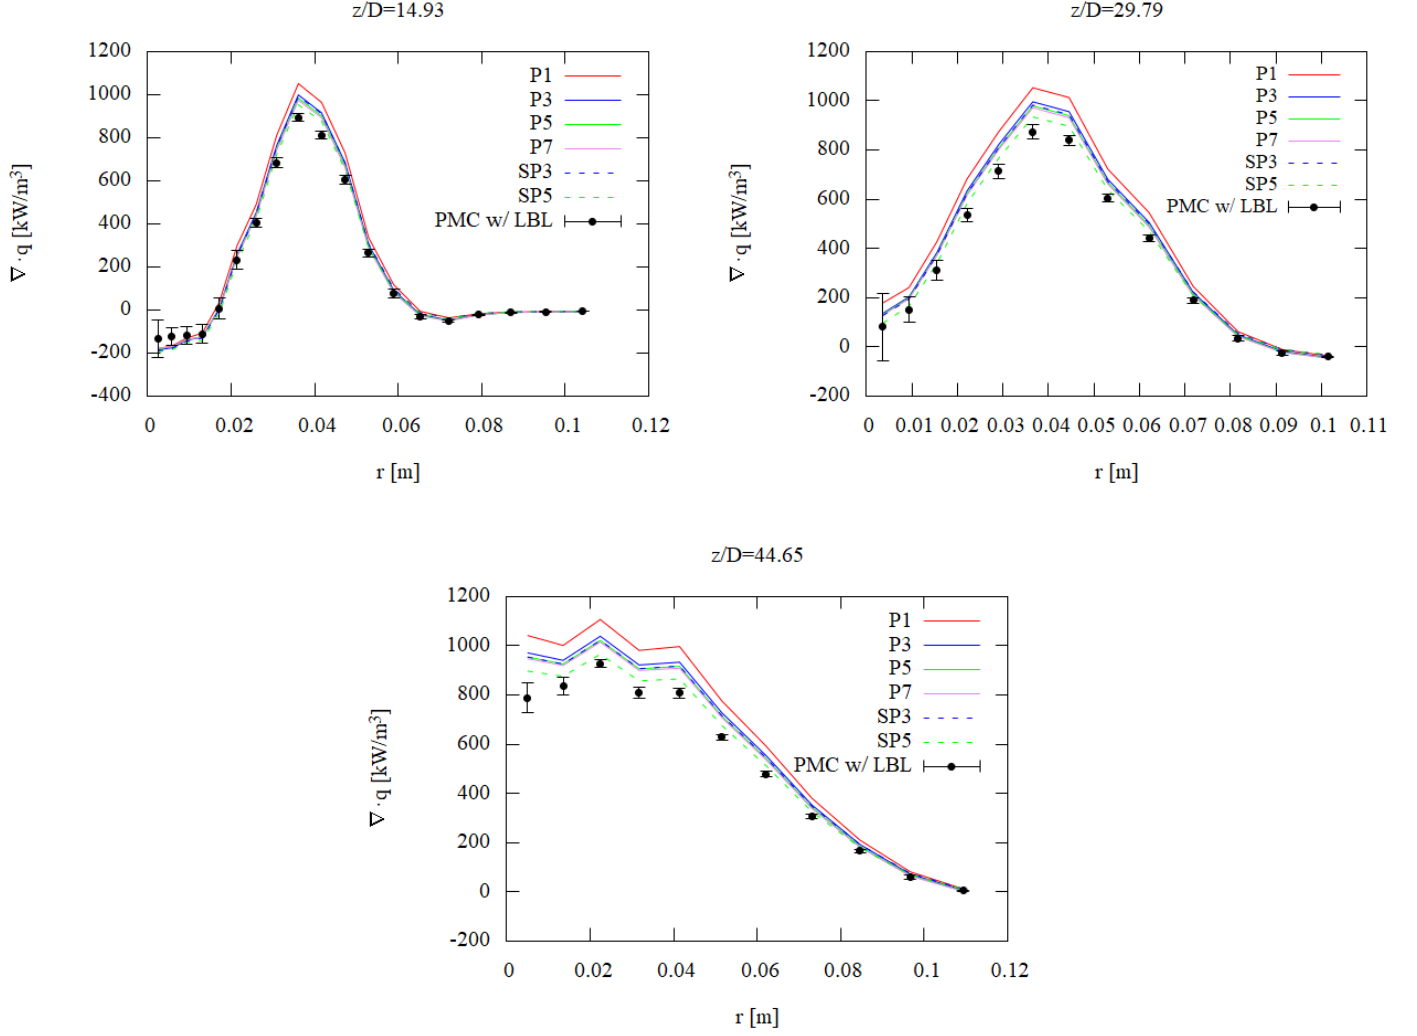 z/D=14.93
1200
1000
800
600
400
200
0
-200
-400
0 0.02 0.04 0.06 0.08 0.1 0.12
∇·q [kW/m³]
r [m]
P1
P3
P5
P7
SP3
SP5
PMC w/ LBL
z/D=29.79
1200
1000
800
600
400
200
0
-200
0 0.01 0.02 0.03 0.04 0.05 0.06 0.07 0.08 0.09 0.1 0.11
∇·q [kW/m³]
r [m]
P1
P3
P5
P7
SP3
SP5
PMC w/ LBL
z/D=44.65
1200
1000
800
600
400
200
0
-200
0 0.02 0.04 0.06 0.08 0.1 0.12
∇·q [kW/m³]
r [m]
P1
P3
P5
P7
SP3
SP5
PMC w/ LBL